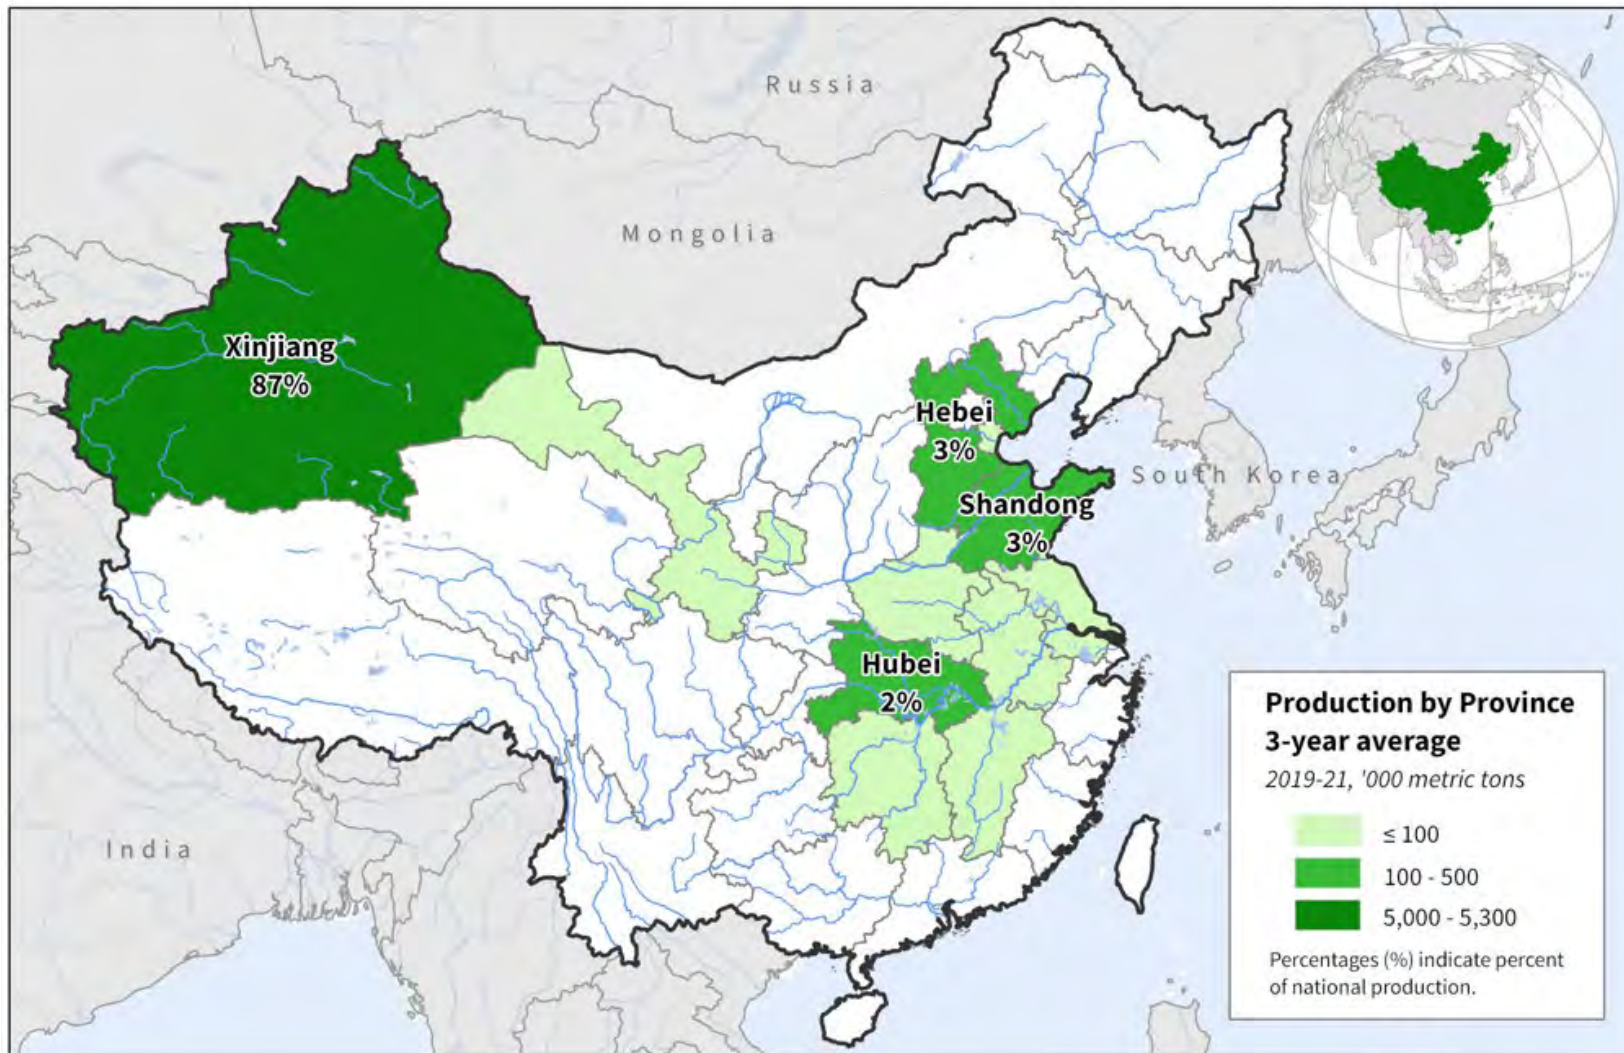 Russia
Mongolia
Xinjiang
87%
Hebei
3%
South Korea
Shandong
3%
Hubei
2%
India
Production by Province
3-year average
2019-21, '000 metric tons
≤ 100
100 - 500
5,000 - 5,300
Percentages (%) indicate percent
of national production.